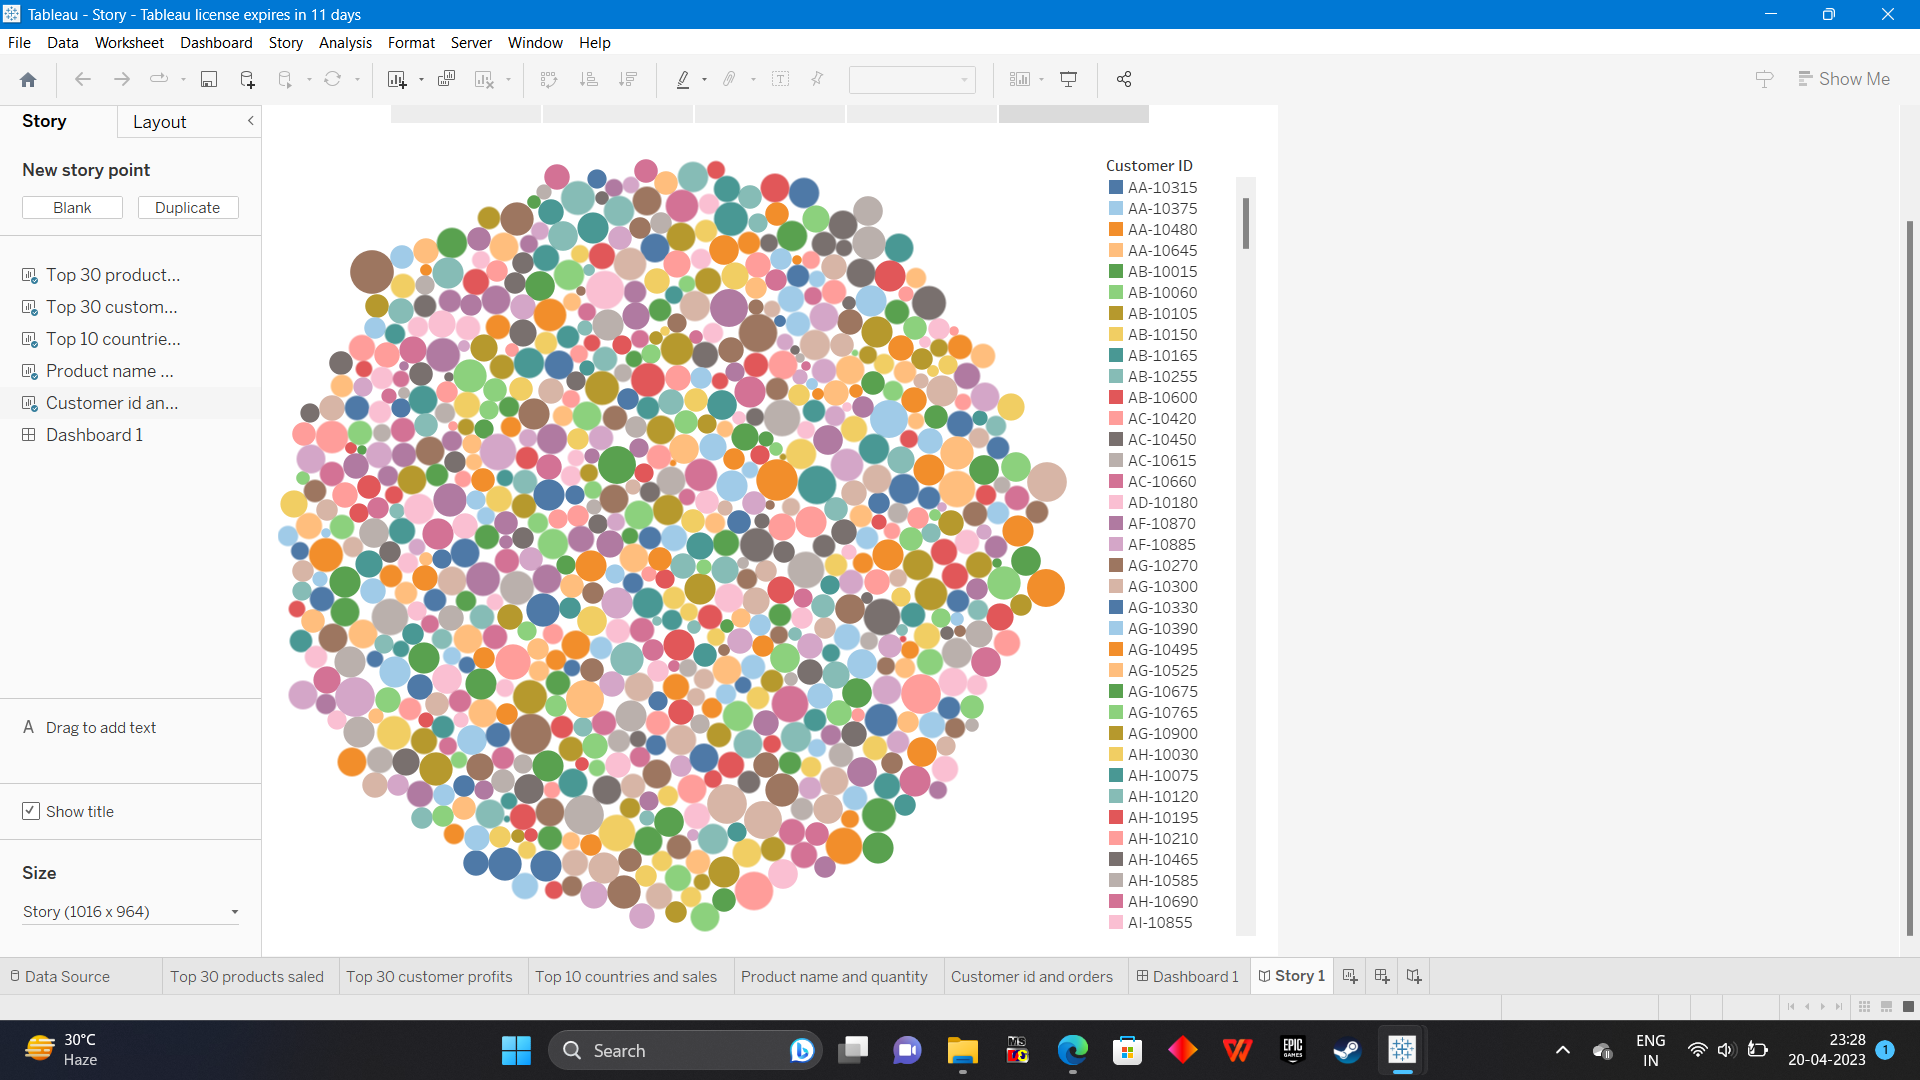 Tableau - Story - Tableau license expires in 11 days
File Data Worksheet Dashboard Story Analysis Format Server Window Help
Show Me
Story
Layout
New story point
Blank
Duplicate
Top 30 product...
Top 30 custom...
Top 10 countrie...
Product name ...
Customer id an...
Dashboard 1
A Drag to add text
Show title
Size
Story (1016 x 964)
Customer ID
AA-10315
AA-10375
AA-10480
AA-10645
AB-10015
AB-10060
AB-10105
AB-10150
AB-10165
AB-10255
AB-10600
AC-10420
AC-10450
AC-10615
AC-10660
AD-10180
AF-10870
AF-10885
AG-10270
AG-10300
AG-10330
AG-10390
AG-10495
AG-10525
AG-10675
AG-10765
AG-10900
AH-10030
AH-10075
AH-10120
AH-10195
AH-10210
AH-10465
AH-10585
AH-10690
AI-10855
Data Source Top 30 products saled Top 30 customer profits Top 10 countries and sales Product name and quantity Customer id and orders Dashboard 1 Story 1
30°C
Haze
Search
MS
EPIC
GAMES
ENG
IN
23:28
20-04-2023
1